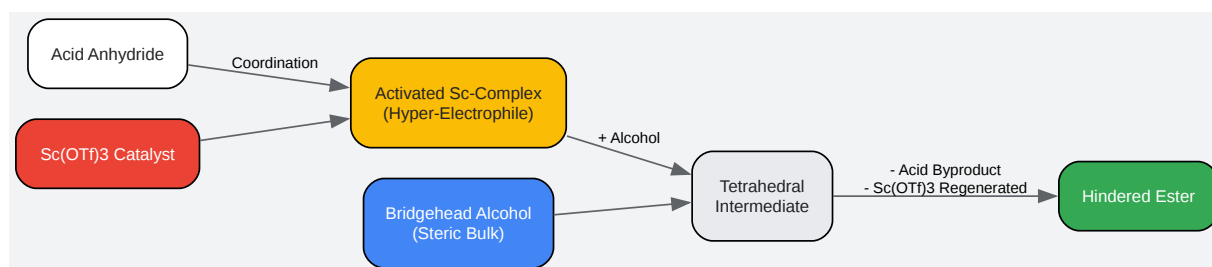 Acid Anhydride
Coordination
Sc(OTf)3 Catalyst
Activated Sc-Complex
(Hyper-Electrophile)
+ Alcohol
Bridgehead Alcohol
(Steric Bulk)
Tetrahedral
Intermediate
- Acid Byproduct
- Sc(OTf)3 Regenerated
Hindered Ester